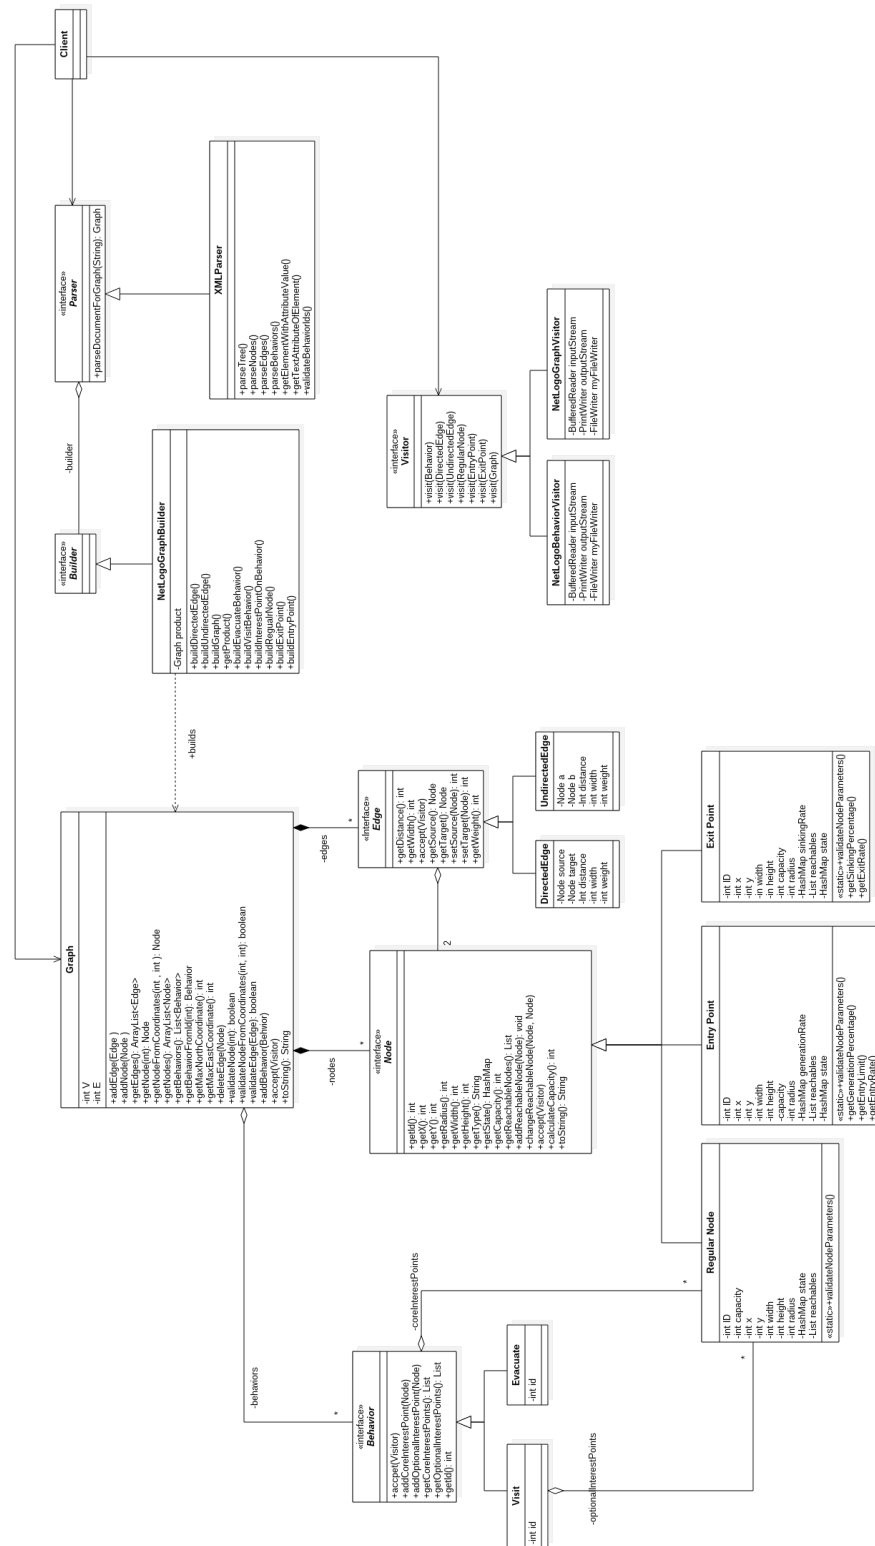 Client
«interface»
Parser
+parseDocumentForGraph(String): Graph
XMLParser
+parseTree()
+parseNodes()
+parseEdges()
+parseBehaviors()
+getElementWithAttributeValue()
+getTextAttributeOfElement()
+validateBehaviorIds()
-builder
«interface»
Builder
NetLogoGraphBuilder
-Graph product
+buildDirectedEdge()
+buildUndirectedEdge()
+buildGraph()
+getProduct()
+buildEvacuateBehavior()
+buildVisitBehavior()
+buildInterestPointOnBehavior()
+buildRegualrNode()
+buildExitPoint()
+buildEntryPoint()
+builds
«interface»
Visitor
+visit(Behavior)
+visit(DirectedEdge)
+visit(UndirectedEdge)
+visit(RegularNode)
+visit(EntryPoint)
+visit(ExitPoint)
+visit(Graph)
NetLogoGraphVisitor
-BufferedReader inputStream
-PrintWriter outputStream
-FileWriter myFileWriter
NetLogoBehaviorVisitor
-BufferedReader inputStream
-PrintWriter outputStream
-FileWriter myFileWriter
Graph
-int V
-int E
+addEdge(Edge )
+addNode(Node )
+getEdges(): ArrayList<Edge>
+getNode(int): Node
+getNodeFromCoordinates(int , int ): Node
+getNodes(): ArrayList<Node>
+getBehaviors(): List<Behavior>
+getBehaviorFromId(int): Behavior
+getMaxNorthCoordinate(): int
+getMaxEastCoordinate(): int
+deleteEdge(Node)
+validateNode(int): boolean
+validateNodeFromCoordinates(int, int): boolean
+validateEdge(Edge): boolean
+addBehavior(Behvior)
+accept(Visitor)
+toString(): String
-edges
*
«Interface»
Edge
+getDistance(): int
+getWidth(): int
+accept(Visitor)
+getSource(): Node
+getTarget(): Node
+setSource(Node): int
+setTarget(Node): int
+getWeight(): int
UndirectedEdge
-Node a
-Node b
-Int distance
-int width
-int weight
DirectedEdge
-Node source
-Node target
-Int distance
-int width
-int weight
2
-nodes
*
«interface»
Node
+getId(): int
+getX(): int
+getY(): int
+getRadius(): int
+getWidth(): int
+getHeight(): int
+getType(): String
+getState(): HashMap
+getCapacity(): int
+getReachableNodes(): List
+addReachableNode(Node): void
+changeReachableNode(Node, Node)
+accept(Visitor)
+calculateCapacity(): int
+toString(): String
Exit Point
-int ID
-int x
-int y
-in width
-in height
-int capacity
-int radius
-HashMap sinkingRate
-List reachables
-HashMap state
«static»+validateNodeParameters()
+getSinkingPercentage()
+getExitRate()
Entry Point
-int ID
-int x
-int y
-int width
-int height
-capacity
-int radius
-HashMap generationRate
-List reachables
-HashMap state
«static»+validateNodeParameters()
+getGenerationPercentage()
+getEntryLimit()
+getEntryRate()
Regular Node
-int ID
-int capacity
-int x
-int y
-int width
-int height
-int radius
-HashMap state
-List reachables
«static»+validateNodeParameters()
-behaviors
*
«interface»
Behavior
+accpet(Visitor)
+addCoreInterestPoint(Node)
+addOptionalInterestPoint(Node)
+getCoreInterestPoints(): List
+getOptionalInterestPoints(): List
+getId(): int
-coreInterestPoints
*
Evacuate
-int id
Visit
-int id
-optionalInterestPoints
*